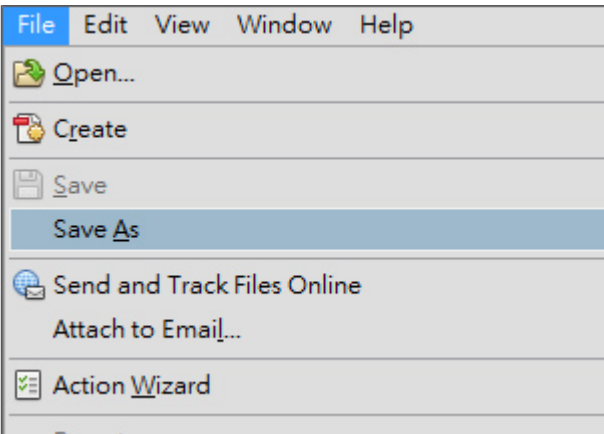 File Edit View Window Help
Open...
Create
Save
Save As
Send and Track Files Online
Attach to Email...
Action Wizard